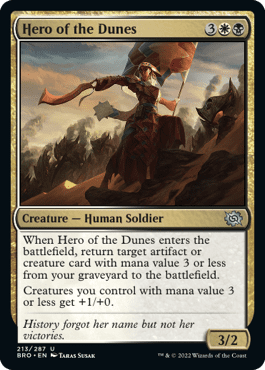 Hero of the Dunes 3
Creature — Human Soldier
When Hero of the Dunes enters the
battlefield, return target artifact or
creature card with mana value 3 or less
from your graveyard to the battlefield.
Creatures you control with mana value 3
or less get +1/+0.
History forgot her name but not her
victories.
3/2
213/287 U
BRO • EN TARAS SUSAK
™ & © 2022 Wizards of the Coast